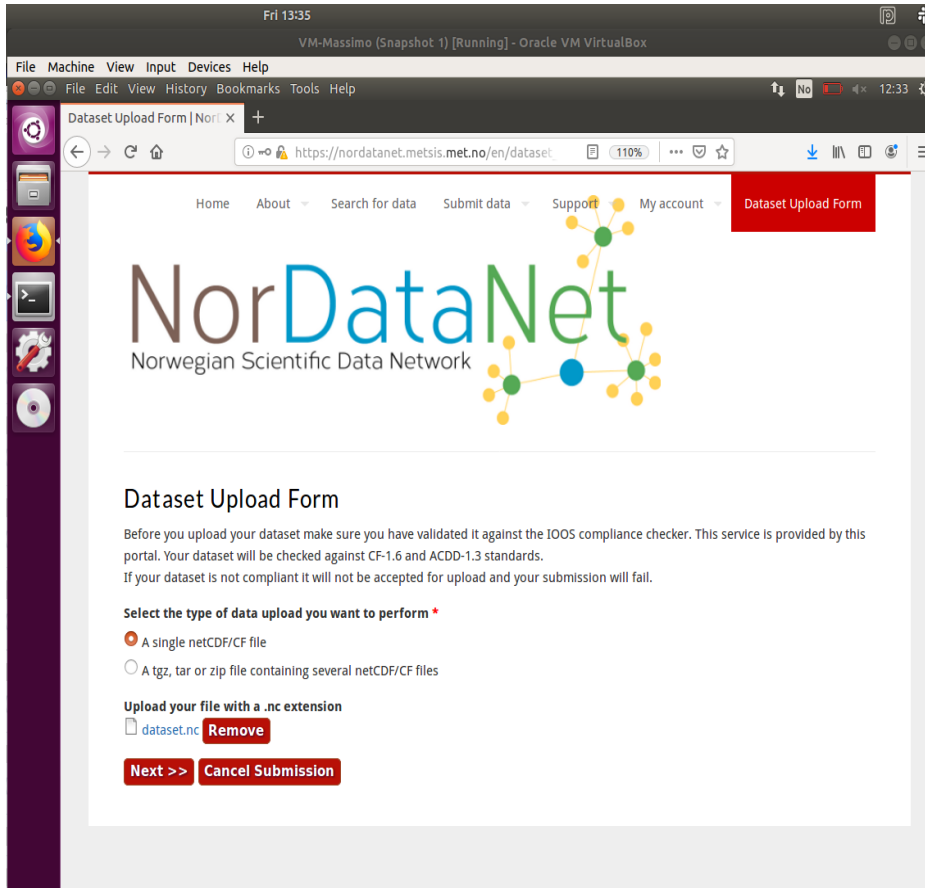 Fri 13:35
VM-Massimo (Snapshot 1) [Running] - Oracle VM VirtualBox
File Machine View Input Devices Help
File Edit View History Bookmarks Tools Help No 12:33
Dataset Upload Form | Nor
https://nordatanet.metsis.met.no/en/dataset_ 110%
Home About Search for data Submit data Support My account Dataset Upload Form
NorDataNet
Norwegian Scientific Data Network
Dataset Upload Form
Before you upload your dataset make sure you have validated it against the IOOS compliance checker. This service is provided by this
portal. Your dataset will be checked against CF-1.6 and ACDD-1.3 standards.
If your dataset is not compliant it will not be accepted for upload and your submission will fail.
Select the type of data upload you want to perform *
A single netCDF/CF file
A tgz, tar or zip file containing several netCDF/CF files
Upload your file with a .nc extension
dataset.nc Remove
Next >> Cancel Submission